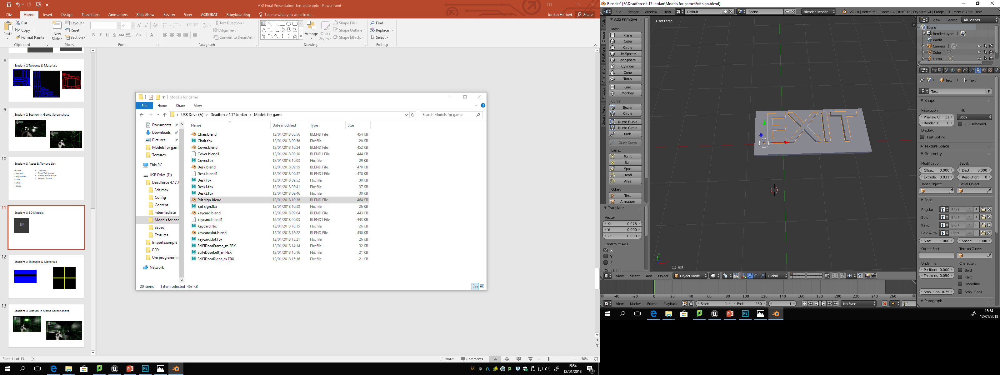 AE2 Final Presentation Template.pptx - PowerPoint
File Home Insert Design Transitions Animations Slide Show Review View ACROBAT Storyboarding Tell me what you want to do... Jordan Herbert Share
Paste
Cut
Copy
Format Painter
Clipboard
New Slide
Layout
Reset
Section
Slides
44
Font
Text Direction
Align Text
Convert to SmartArt
Paragraph
Arrange
Quick Styles
Shape Fill
Shape Outline
Shape Effects
Drawing
Find
Replace
Select
Editing
8
Student 2 Textures & Materials
9
Student 2 Section In-Game Screenshots
10
Student 3 Asset & Texture List
-Assets
• Keycard
• Keycard slot
• Desk
• Chair
• Cover
-Textures
• Neon Wall texture
• Neon Cover Texture
• Keycard Texture
11
Student 3 3D Models
12
Student 3 Textures & Materials
13
Student 3 Section In-Game Screenshots
Slide 11 of 13
Notes Comments 50%
Models for game
File Home Share View
USB Drive (E:) Deadforce 4.17 Jordan Models for game
Search Models for game
Documents
Downloads
Pictures
Models for game
Textures
This PC
USB Drive (E:)
Deadforce 4.17 J
3ds max
Config
Content
Intermediate
Models for gar
Saved
Textures
ImportExample
PSD
Uni programmin
Network
Name Date modified Type Size
Chair.blend 12/01/2018 08:56 BLEND File 454 KB
Chair.fbx 12/01/2018 09:58 Fbx file 28 KB
Cover.blend 12/01/2018 10:24 BLEND File 452 KB
Cover.blend1 12/01/2018 09:10 BLEND1 File 444 KB
Cover.fbx 12/01/2018 15:03 Fbx file 29 KB
Desk.blend 12/01/2018 09:55 BLEND File 470 KB
Desk.blend1 12/01/2018 09:47 BLEND1 File 470 KB
Desk.fbx 12/01/2018 09:52 Fbx file 30 KB
Desk1.fbx 12/01/2018 03:41 Fbx file 37 KB
Desk2.fbx 12/01/2018 09:46 Fbx file 30 KB
Exit sign.blend 12/01/2018 10:38 BLEND File 464 KB
Exit sign.fbx 12/01/2018 10:38 Fbx file 26 KB
keycard.blend 12/01/2018 09:04 BLEND File 443 KB
keycard.blend1 12/01/2018 09:03 BLEND1 File 443 KB
Keycard.fbx 12/01/2018 10:15 Fbx file 26 KB
keycardslot.blend 12/01/2018 13:22 BLEND File 450 KB
keycardslot.fbx 12/01/2018 13:21 Fbx file 26 KB
SciFiDoorFrame_m.FBX 12/01/2018 14:14 Fbx file 32 KB
SciFiDoorLeft_m.FBX 12/01/2018 15:16 Fbx file 21 KB
SciFiDoorRight_m.FBX 12/01/2018 15:16 Fbx file 21 KB
20 items 1 item selected 463 KB
15:54
12/01/2018
Blender* [E:\Deadforce 4.17 Jordan\Models for game\Exit sign.blend]
File Render Window Help Default Scene Blender Render v2.78 | Verts:152 | Faces:94 | Tris:132 | Objects:1/4 | Lamps:0/1 | Mem:8.76M | Text
Tools
Create
Relations
Animation
Physics
Grease Pencil
Add Primitive
Mesh:
Plane
Cube
Circle
UV Sphere
Ico Sphere
Cylinder
Cone
Torus
Grid
Monkey
Curve:
Bezier
Circle
Nurbs Curve
Nurbs Circle
Path
Draw Curve
Lamp:
Point
Sun
Spot
Hemi
Area
Other:
Text
Armature
Translate
Vector
X: 0.078
Y: 0.000
Z: 0.000
Constraint Axis
X
Y
Z
Orientation
User Persp
EXIT
(1) Text
View Select Add Object Object Mode Global
-40 -20 0 20 40 60 80 100 120 140 160 180 200 220 240 260
View Marker Frame Playback Start: 1 End: 250 1 No Sync
View Search All Scenes
Scene
RenderLayers
World
Camera
Cube
Lamp
Text Text
Text F
Shape
Resolution: Fill:
Preview U: 12 Both
Render U: 0 Fill Deformed
Display:
Fast Editing
Texture Space
Geometry
Modification: Bevel:
Offset: 0.000 Depth: 0.000
Extrude: 0.031 Resolution: 0
Taper Object: Bevel Object:
Font
Regular Bfont 4 F
Bold Bfont 4 F
Italic Bfont 4 F
Bold & Ita Bfont 4 F
Size: 1.000 Shear: 0.000
Object Font: Text on Curve:
Underline: Character:
Position: 0.000 Bold
Thicknes: 0.050 Italic
Underline
Small Cap: 0.75 Small Caps
Paragraph
15:54
12/01/2018